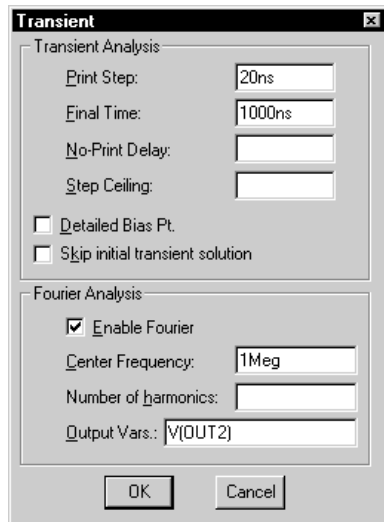 Transient
Transient Analysis
Print Step: 20ns
Final Time: 1000ns
No-Print Delay:
Step Ceiling:
Detailed Bias Pt.
Skip initial transient solution
Fourier Analysis
Enable Fourier
Center Frequency: 1Meg
Number of harmonics:
Output Vars.: V(OUT2)
OK Cancel